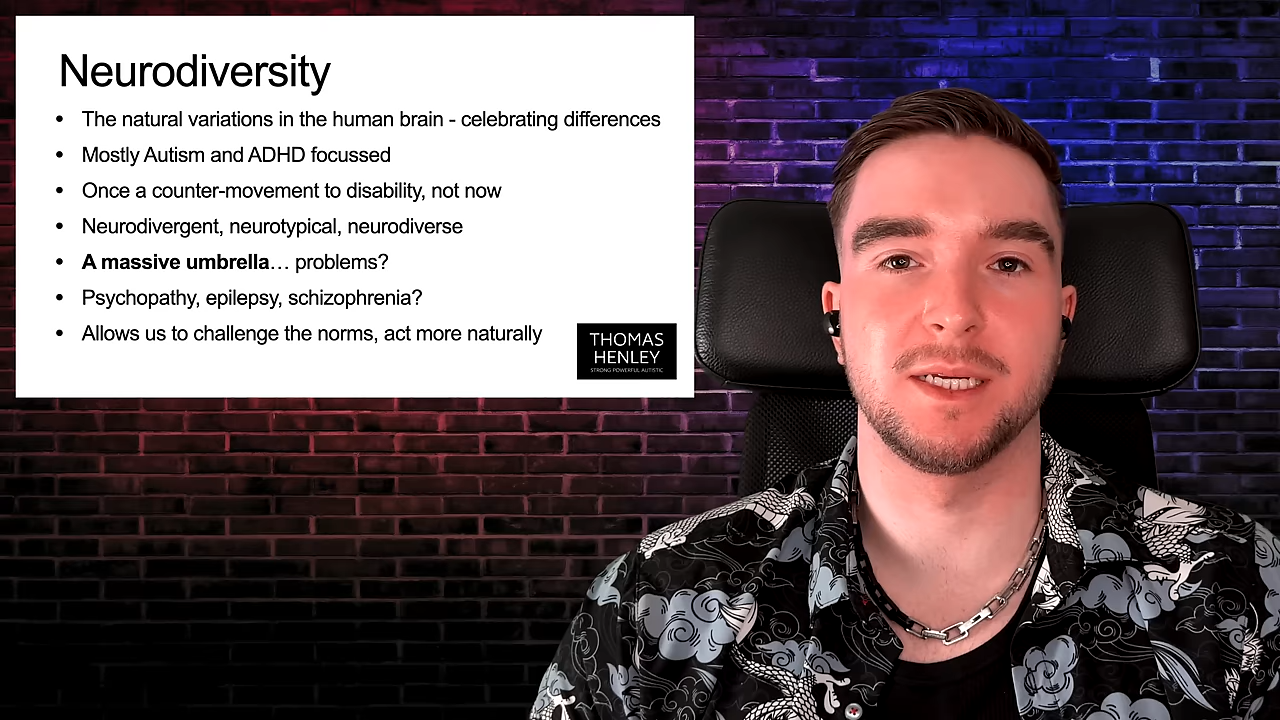 Neurodiversity
• The natural variations in the human brain - celebrating differences
• Mostly Autism and ADHD focussed
• Once a counter-movement to disability, not now
• Neurodivergent, neurotypical, neurodiverse
• A massive umbrella… problems?
• Psychopathy, epilepsy, schizophrenia?
• Allows us to challenge the norms, act more naturally
THOMAS
HENLEY
STRONG POWERFUL AUTISTIC